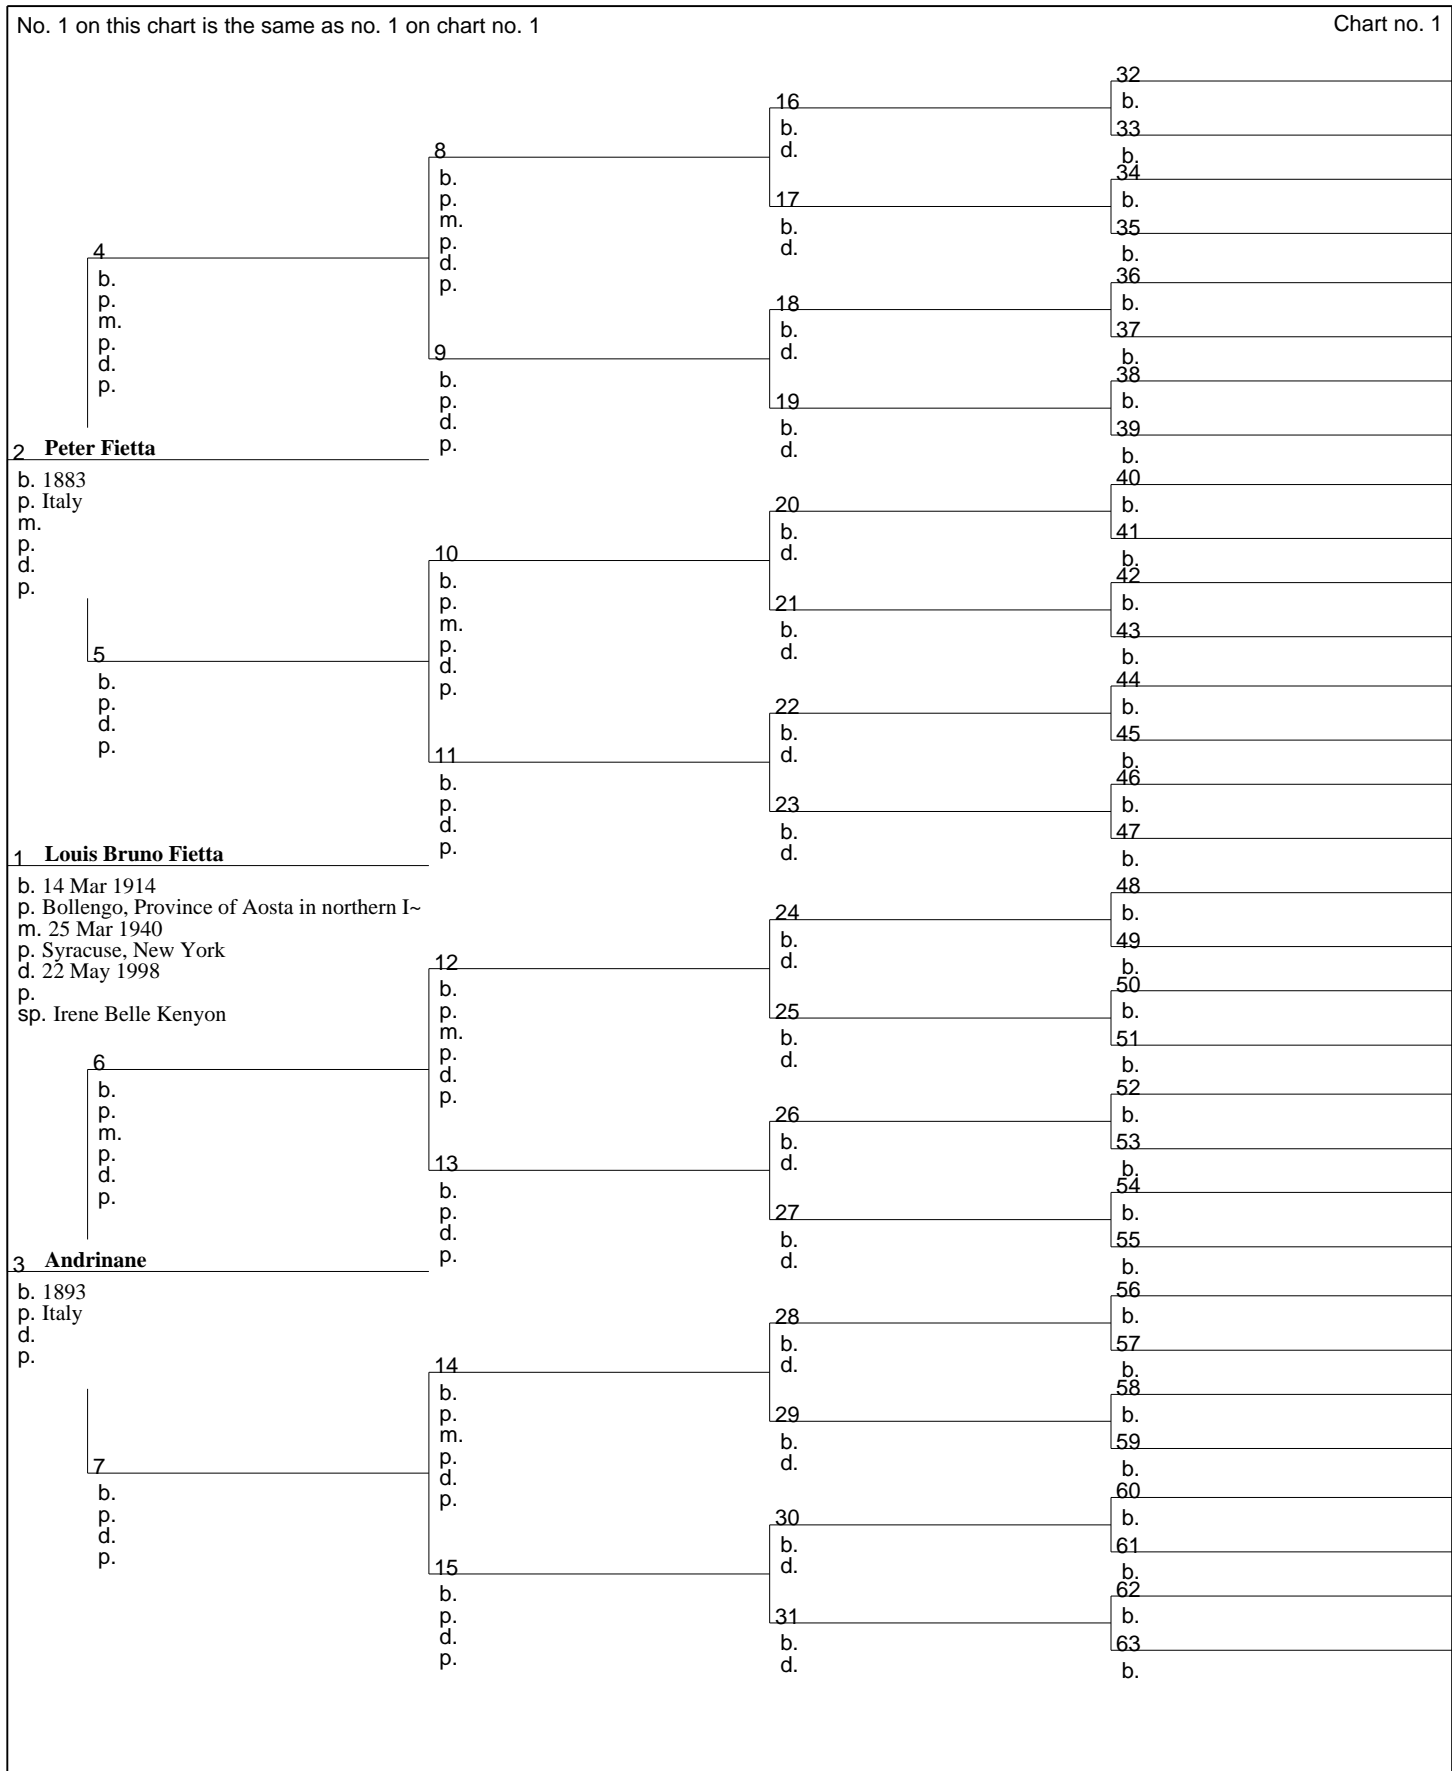 No. 1 on this chart is the same as no. 1 on chart no. 1
Chart no. 1
2 Peter Fietta
b. 1883
p. Italy
m.
p.
d.
p.
1 Louis Bruno Fietta
b. 14 Mar 1914
p. Bollengo, Province of Aosta in northern I~
m. 25 Mar 1940
p. Syracuse, New York
d. 22 May 1998
p.
sp. Irene Belle Kenyon
3 Andrinane
b. 1893
p. Italy
d.
p.
4
b.
p.
m.
p.
d.
p.
5
b.
p.
d.
p.
6
b.
p.
m.
p.
d.
p.
7
b.
p.
d.
p.
8
b.
p.
m.
p.
d.
p.
9
b.
p.
d.
p.
10
b.
p.
m.
p.
d.
p.
11
b.
p.
d.
p.
12
b.
p.
m.
p.
d.
p.
13
b.
p.
d.
p.
14
b.
p.
m.
p.
d.
p.
15
b.
p.
d.
p.
16
b.
d.
17
b.
d.
18
b.
d.
19
b.
d.
20
b.
d.
21
b.
d.
22
b.
d.
23
b.
d.
24
b.
d.
25
b.
d.
26
b.
d.
27
b.
d.
28
b.
d.
29
b.
d.
30
b.
d.
31
b.
d.
32
b.
33
b.
34
b.
35
b.
36
b.
37
b.
38
b.
39
b.
40
b.
41
b.
42
b.
43
b.
44
b.
45
b.
46
b.
47
b.
48
b.
49
b.
50
b.
51
b.
52
b.
53
b.
54
b.
55
b.
56
b.
57
b.
58
b.
59
b.
60
b.
61
b.
62
b.
63
b.